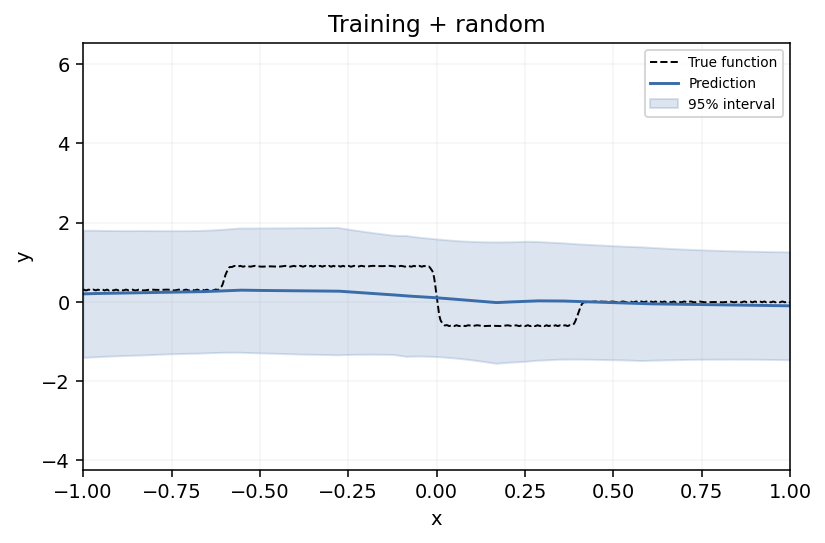 Training + random
6
4
2
0
−2
−4
y
True function
Prediction
95% interval
−1.00 −0.75 −0.50 −0.25 0.00 0.25 0.50 0.75 1.00
x